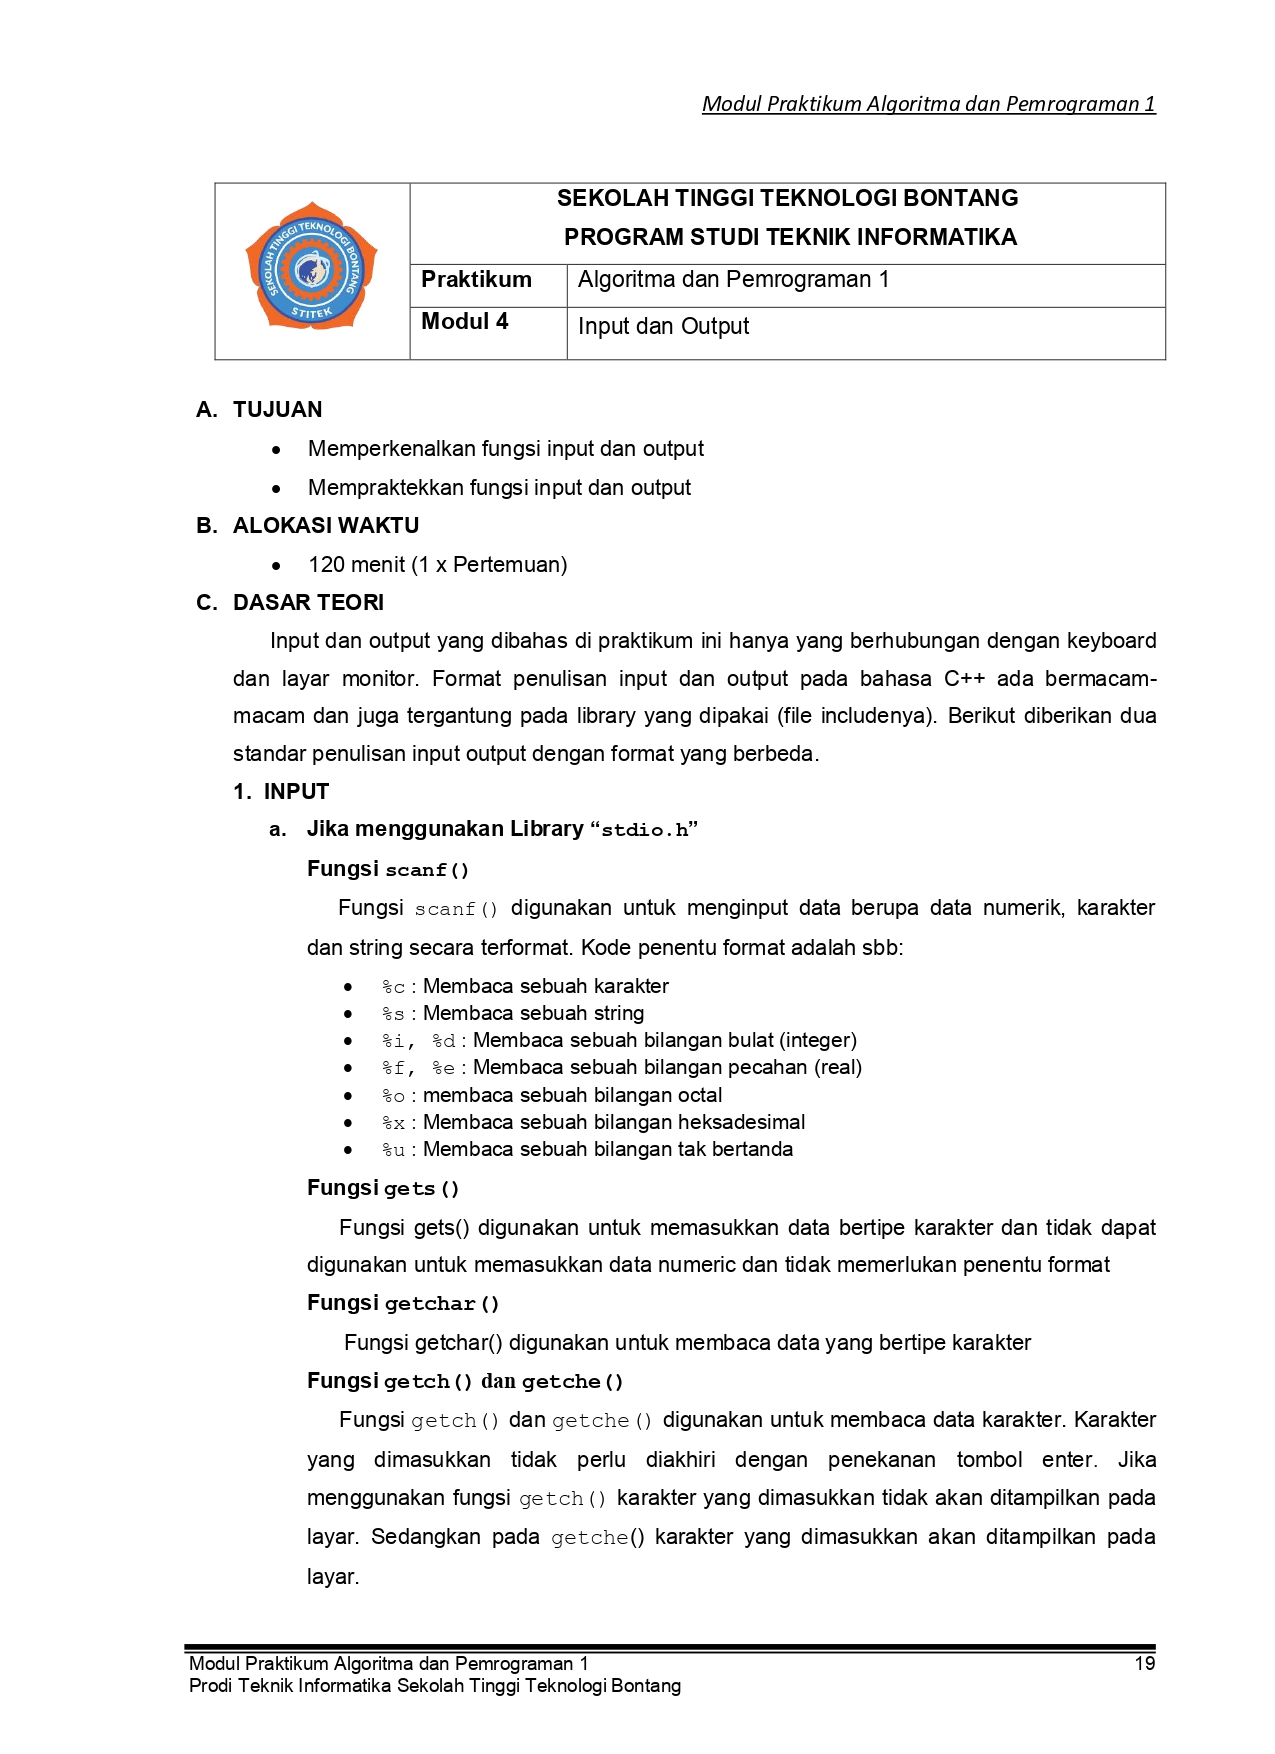 Modul Praktikum Algoritma dan Pemrograman 1
SEKOLAH TINGGI TEKNOLOGI BONTANG
STITEK
SEKOLAH TINGGI TEKNOLOGI BONTANG
PROGRAM STUDI TEKNIK INFORMATIKA
Praktikum Algoritma dan Pemrograman 1
Modul 4 Input dan Output
A. TUJUAN
• Memperkenalkan fungsi input dan output
• Mempraktekkan fungsi input dan output
B. ALOKASI WAKTU
• 120 menit (1 x Pertemuan)
C. DASAR TEORI
Input dan output yang dibahas di praktikum ini hanya yang berhubungan dengan keyboard
dan layar monitor. Format penulisan input dan output pada bahasa C++ ada bermacam-
macam dan juga tergantung pada library yang dipakai (file includenya). Berikut diberikan dua
standar penulisan input output dengan format yang berbeda.
1. INPUT
a. Jika menggunakan Library “stdio.h”
Fungsi scanf()
Fungsi scanf() digunakan untuk menginput data berupa data numerik, karakter
dan string secara terformat. Kode penentu format adalah sbb:
• %c : Membaca sebuah karakter
• %s : Membaca sebuah string
• %i, %d : Membaca sebuah bilangan bulat (integer)
• %f, %e : Membaca sebuah bilangan pecahan (real)
• %o : membaca sebuah bilangan octal
• %x : Membaca sebuah bilangan heksadesimal
• %u : Membaca sebuah bilangan tak bertanda
Fungsi gets()
Fungsi gets() digunakan untuk memasukkan data bertipe karakter dan tidak dapat
digunakan untuk memasukkan data numeric dan tidak memerlukan penentu format
Fungsi getchar()
Fungsi getchar() digunakan untuk membaca data yang bertipe karakter
Fungsi getch() dan getche()
Fungsi getch() dan getche() digunakan untuk membaca data karakter. Karakter
yang dimasukkan tidak perlu diakhiri dengan penekanan tombol enter. Jika
menggunakan fungsi getch() karakter yang dimasukkan tidak akan ditampilkan pada
layar. Sedangkan pada getche() karakter yang dimasukkan akan ditampilkan pada
layar.
Modul Praktikum Algoritma dan Pemrograman 1 19
Prodi Teknik Informatika Sekolah Tinggi Teknologi Bontang